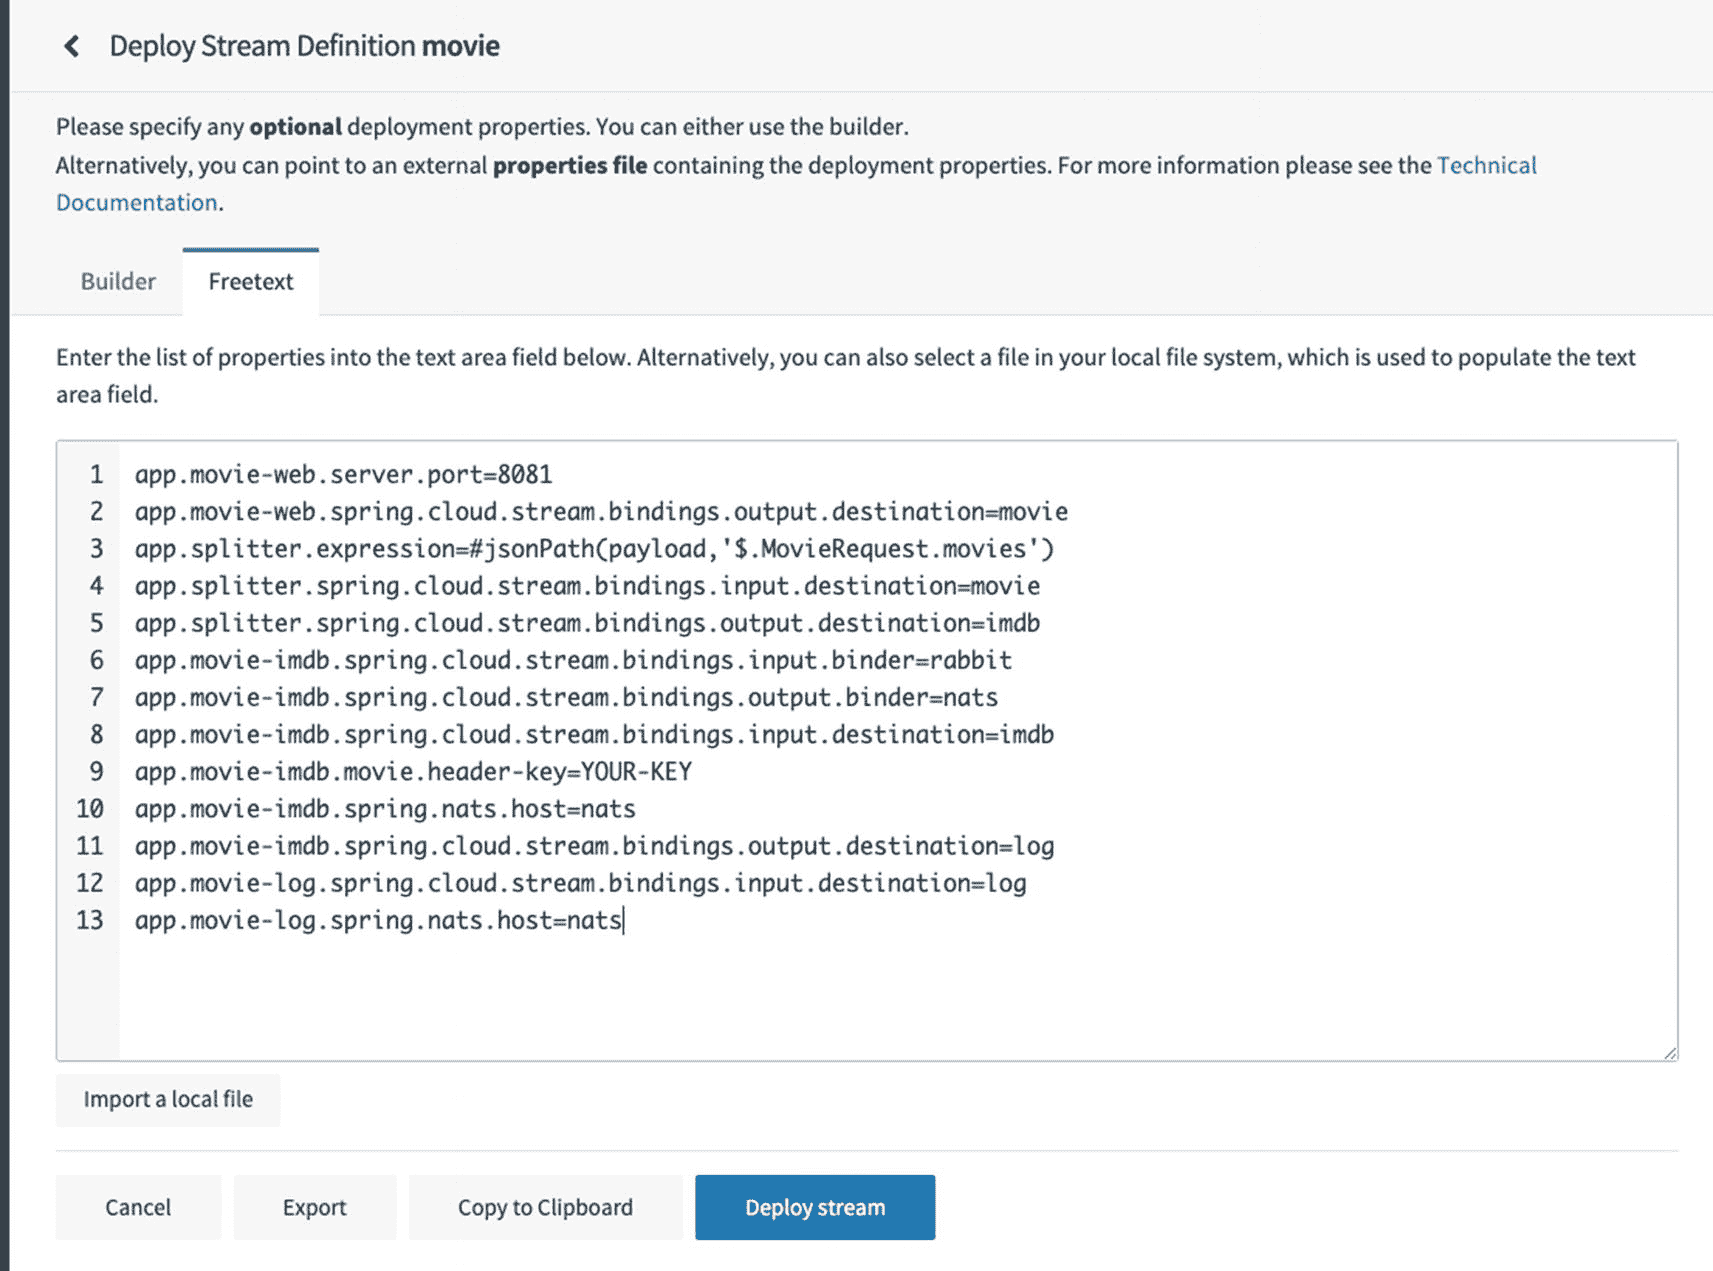 Deploy Stream Definition movie
Please specify any optional deployment properties. You can either use the builder.
Alternatively, you can point to an external properties file containing the deployment properties. For more information please see the Technical
Documentation.
Builder Freetext
Enter the list of properties into the text area field below. Alternatively, you can also select a file in your local file system, which is used to populate the text
area field.
1 app.movie-web.server.port=8081
2 app.movie-web.spring.cloud.stream.bindings.output.destination=movie
3 app.splitter.expression=#jsonPath(payload,'$.MovieRequest.movies')
4 app.splitter.spring.cloud.stream.bindings.input.destination=movie
5 app.splitter.spring.cloud.stream.bindings.output.destination=imdb
6 app.movie-imdb.spring.cloud.stream.bindings.input.binder=rabbit
7 app.movie-imdb.spring.cloud.stream.bindings.output.binder=nats
8 app.movie-imdb.spring.cloud.stream.bindings.input.destination=imdb
9 app.movie-imdb.movie.header-key=YOUR-KEY
10 app.movie-imdb.spring.nats.host=nats
11 app.movie-imdb.spring.cloud.stream.bindings.output.destination=log
12 app.movie-log.spring.cloud.stream.bindings.input.destination=log
13 app.movie-log.spring.nats.host=nats
Import a local file
Cancel Export Copy to Clipboard Deploy stream